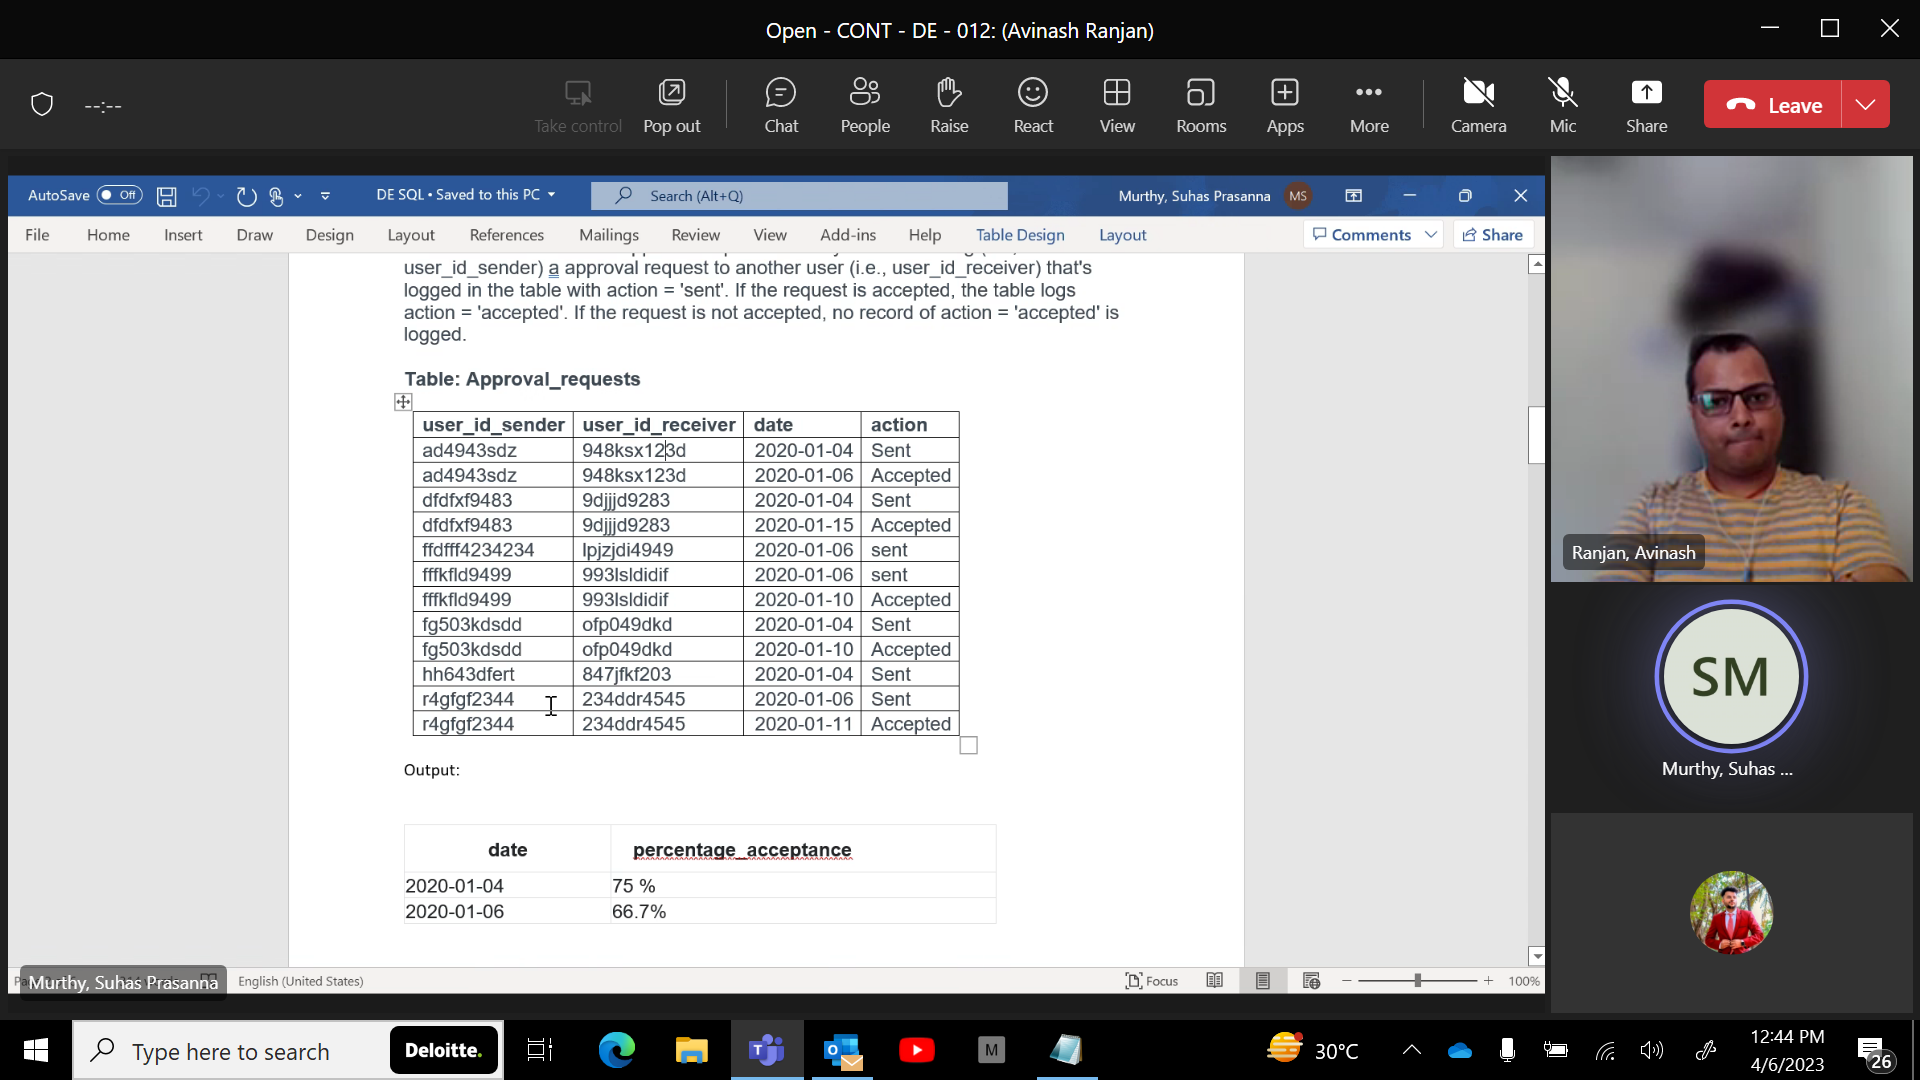 Open - CONT - DE - 012: (Avinash Ranjan)
--:--
Take control
Pop out
Chat
People
Raise
React
View
Rooms
Apps
More
Camera
Mic
Share
Leave
AutoSave Off
DE SQL • Saved to this PC
Search (Alt+Q)
Murthy, Suhas Prasanna MS
File Home Insert Draw Design Layout References Mailings Review View Add-ins Help Table Design Layout
Comments
Share
user_id_sender) a approval request to another user (i.e., user_id_receiver) that's
logged in the table with action = 'sent'. If the request is accepted, the table logs
action = 'accepted'. If the request is not accepted, no record of action = 'accepted' is
logged.
Table: Approval_requests
user_id_sender user_id_receiver date action
ad4943sdz 948ksx123d 2020-01-04 Sent
ad4943sdz 948ksx123d 2020-01-06 Accepted
dfdfxf9483 9djjjd9283 2020-01-04 Sent
dfdfxf9483 9djjjd9283 2020-01-15 Accepted
ffdfff4234234 lpjzjdi4949 2020-01-06 sent
fffkfld9499 993lsldidif 2020-01-06 sent
fffkfld9499 993lsldidif 2020-01-10 Accepted
fg503kdsdd ofp049dkd 2020-01-04 Sent
fg503kdsdd ofp049dkd 2020-01-10 Accepted
hh643dfert 847jfkf203 2020-01-04 Sent
r4gfgf2344 234ddr4545 2020-01-06 Sent
r4gfgf2344 234ddr4545 2020-01-11 Accepted
Output:
date percentage_acceptance
2020-01-04 75 %
2020-01-06 66.7%
Murthy, Suhas Prasanna
English (United States)
Focus
100%
Ranjan, Avinash
SM
Murthy, Suhas ...
Type here to search
Deloitte.
M
30°C
12:44 PM
4/6/2023
26